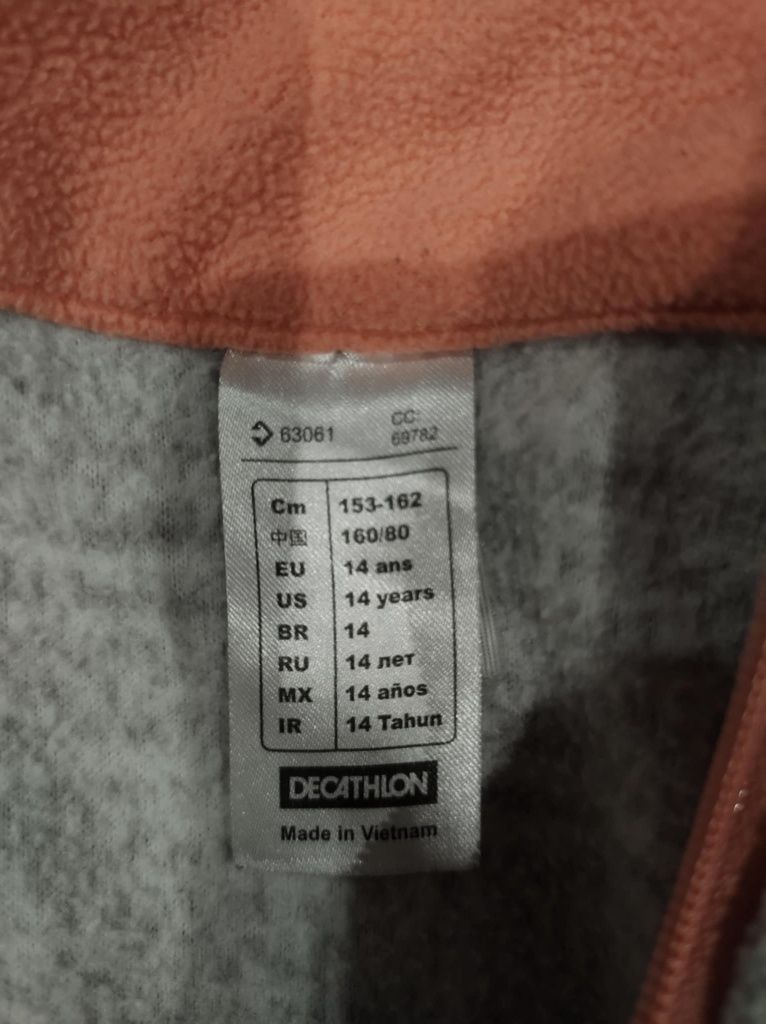 63061 CC:
69782
Cm 153-162
中国 160/80
EU 14 ans
US 14 years
BR 14
RU 14 лет
MX 14 años
IR 14 Tahun
DECATHLON
Made in Vietnam